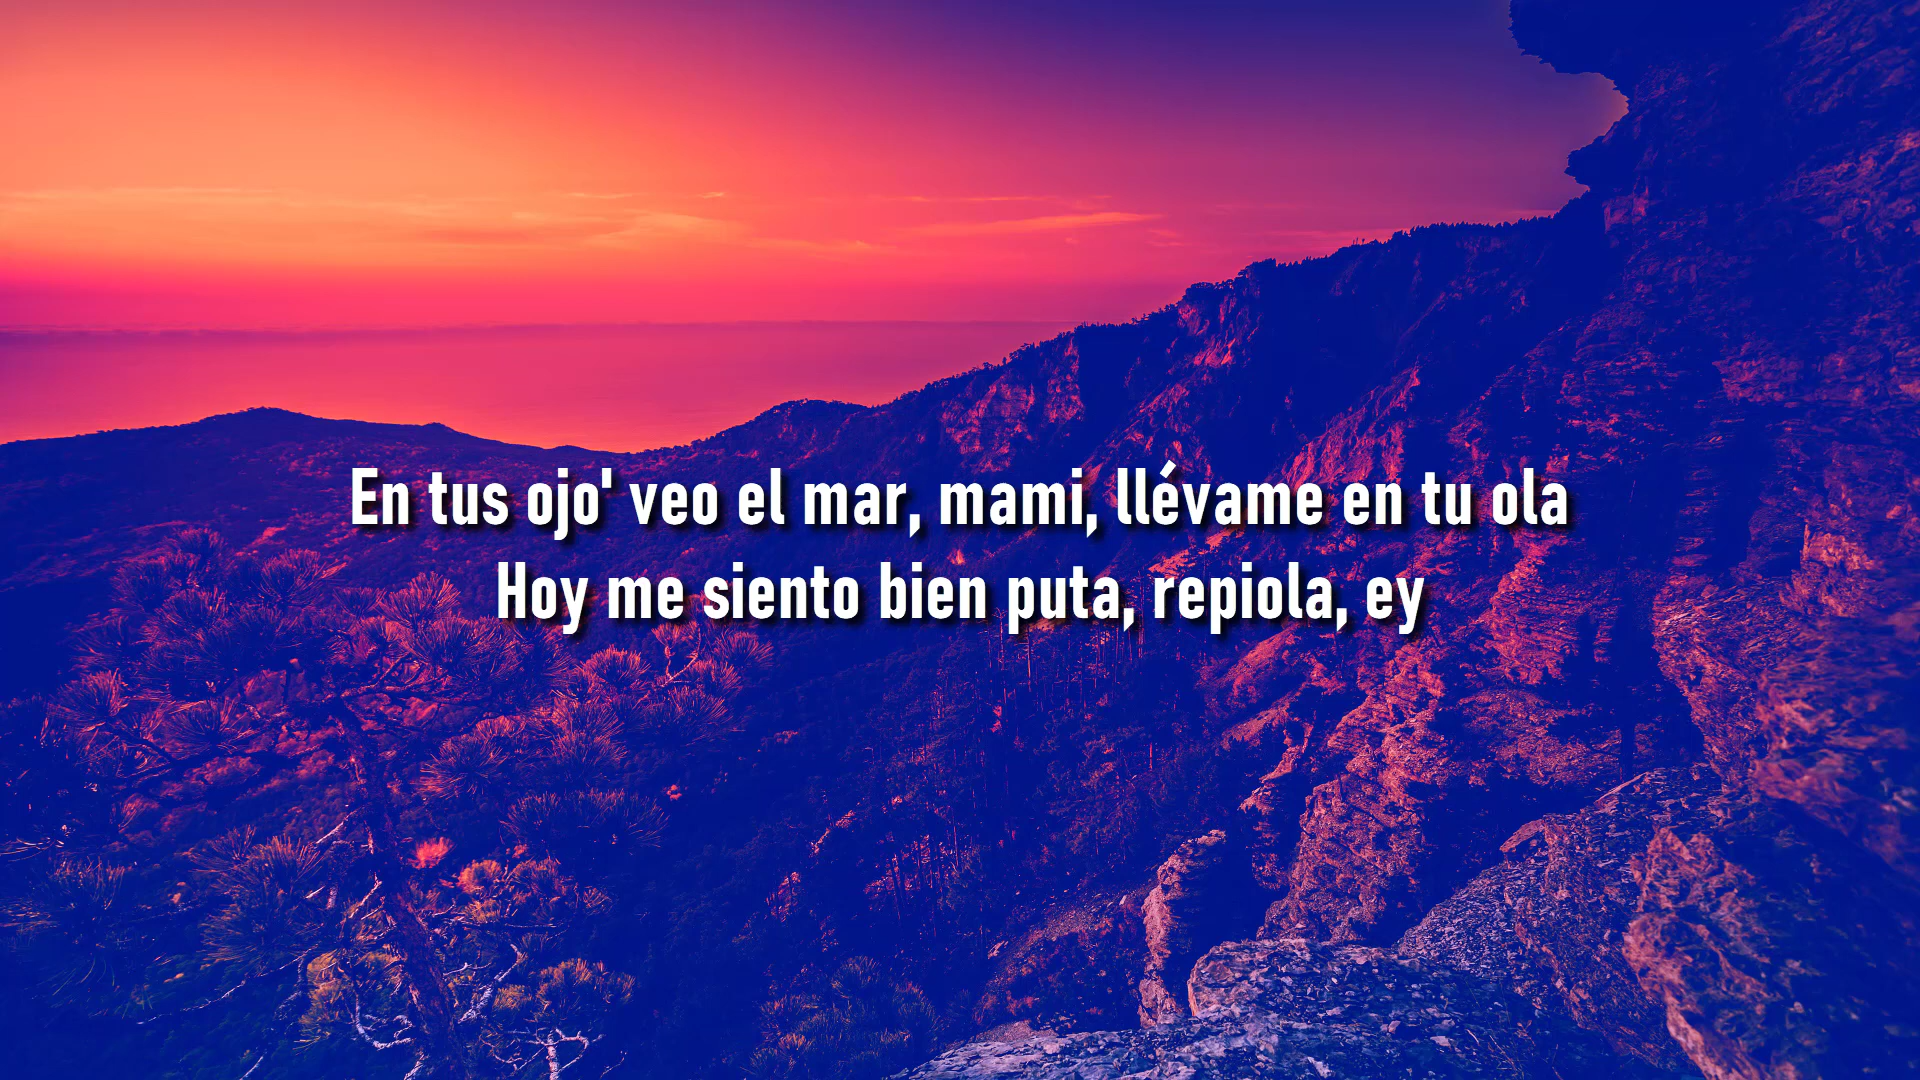 En tus ojo' veo el mar, mami, llévame en tu ola
Hoy me siento bien puta, repiola, ey